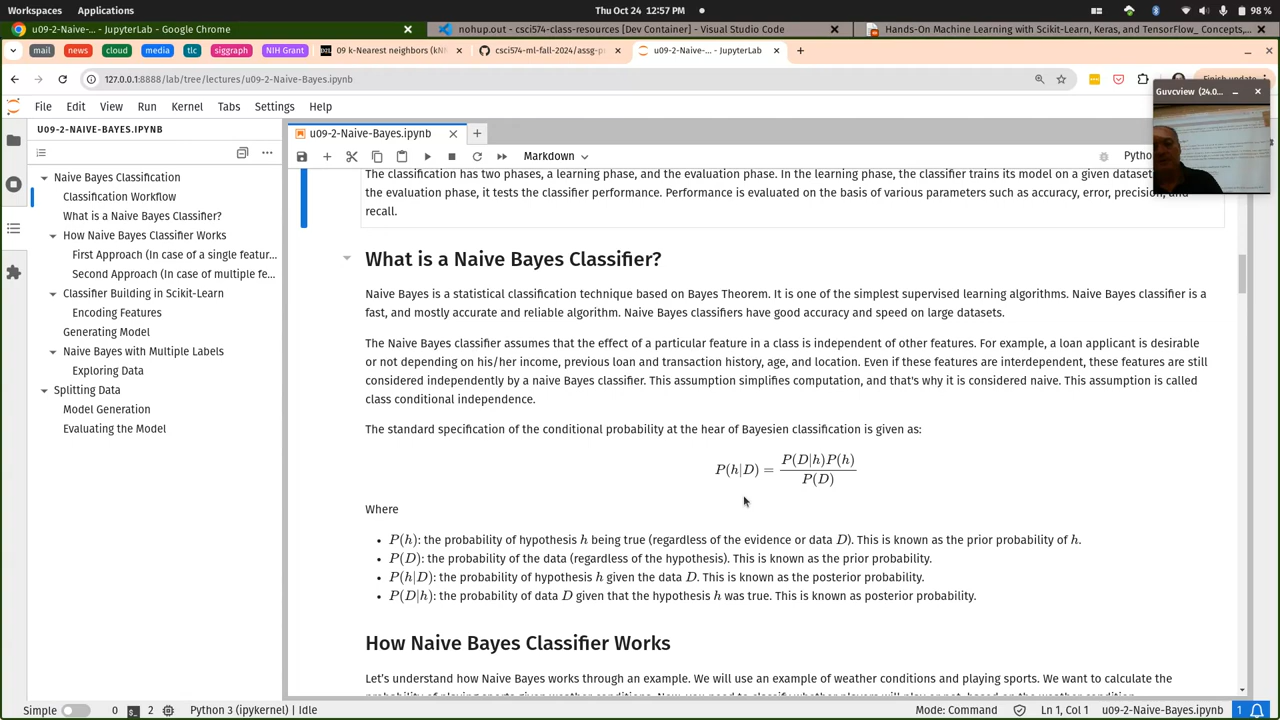 Workspaces Applications Thu Oct 24 12:57 PM 98 %
u09-2-Naive-... - JupyterLab - Google Chrome
nohup.out - csci574-class-resources [Dev Container] - Visual Studio Code
Hands-On Machine Learning with Scikit-Learn, Keras, and TensorFlow_ Concepts,...
mail news cloud media tlc siggraph NIH Grant
09 k-Nearest neighbors (kNN
csci574-ml-fall-2024/assg-p
u09-2-Naive-... - JupyterLab
127.0.0.1:8888/lab/tree/lectures/u09-2-Naive-Bayes.ipynb
Guvcview (24.0...
File Edit View Run Kernel Tabs Settings Help
U09-2-NAIVE-BAYES.IPYNB
Naive Bayes Classification
Classification Workflow
What is a Naive Bayes Classifier?
How Naive Bayes Classifier Works
First Approach (In case of a single featur...
Second Approach (In case of multiple fe...
Classifier Building in Scikit-Learn
Encoding Features
Generating Model
Naive Bayes with Multiple Labels
Exploring Data
Splitting Data
Model Generation
Evaluating the Model
u09-2-Naive-Bayes.ipynb
Markdown
The classification has two phases, a learning phase, and the evaluation phase. In the learning phase, the classifier trains its model on a given dataset
the evaluation phase, it tests the classifier performance. Performance is evaluated on the basis of various parameters such as accuracy, error, precision, and
recall.
What is a Naive Bayes Classifier?
Naive Bayes is a statistical classification technique based on Bayes Theorem. It is one of the simplest supervised learning algorithms. Naive Bayes classifier is a
fast, and mostly accurate and reliable algorithm. Naive Bayes classifiers have good accuracy and speed on large datasets.
The Naive Bayes classifier assumes that the effect of a particular feature in a class is independent of other features. For example, a loan applicant is desirable
or not depending on his/her income, previous loan and transaction history, age, and location. Even if these features are interdependent, these features are still
considered independently by a naive Bayes classifier. This assumption simplifies computation, and that's why it is considered naive. This assumption is called
class conditional independence.
The standard specification of the conditional probability at the hear of Bayesien classification is given as:
P(h|D) = P(D|h)P(h) / P(D)
Where
• P(h): the probability of hypothesis h being true (regardless of the evidence or data D). This is known as the prior probability of h.
• P(D): the probability of the data (regardless of the hypothesis). This is known as the prior probability.
• P(h|D): the probability of hypothesis h given the data D. This is known as the posterior probability.
• P(D|h): the probability of data D given that the hypothesis h was true. This is known as posterior probability.
How Naive Bayes Classifier Works
Let's understand how Naive Bayes works through an example. We will use an example of weather conditions and playing sports. We want to calculate the
Simple 0 2 Python 3 (ipykernel) | Idle Mode: Command Ln 1, Col 1 u09-2-Naive-Bayes.ipynb 1